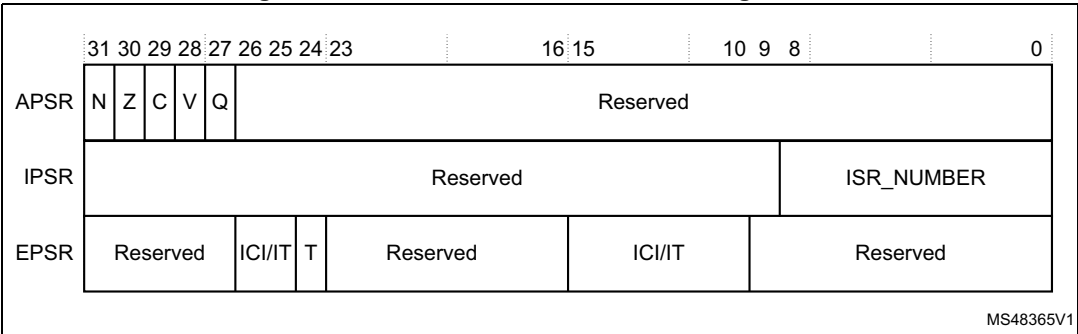 31 30 29 28 27 26 25 24 23 16 15 10 9 8 0
APSR N Z C V Q Reserved
IPSR Reserved ISR_NUMBER
EPSR Reserved ICI/IT T Reserved ICI/IT Reserved
MS48365V1